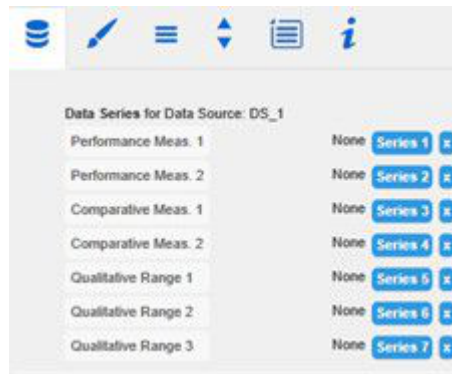 Data Series for Data Source: DS_1
Performance Meas. 1 None Series 1 x
Performance Meas. 2 None Series 2 x
Comparative Meas. 1 None Series 3 x
Comparative Meas. 2 None Series 4 x
Qualitative Range 1 None Series 5 x
Qualitative Range 2 None Series 6 x
Qualitative Range 3 None Series 7 x